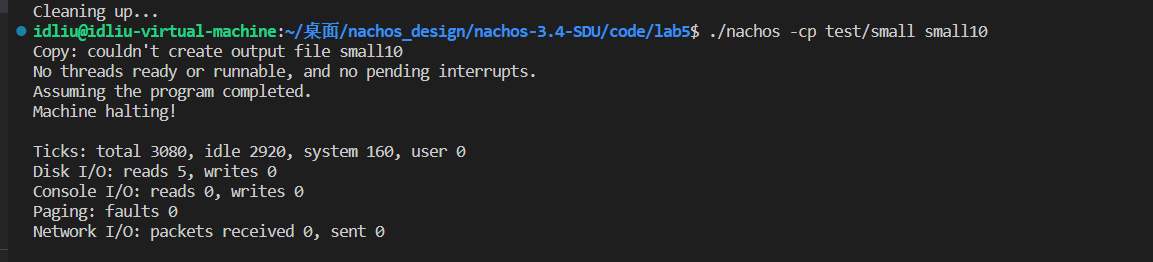 Cleaning up...
idliu@idliu-virtual-machine:~/桌面/nachos_design/nachos-3.4-SDU/code/lab5$ ./nachos -cp test/small small10
Copy: couldn't create output file small10
No threads ready or runnable, and no pending interrupts.
Assuming the program completed.
Machine halting!
Ticks: total 3080, idle 2920, system 160, user 0
Disk I/O: reads 5, writes 0
Console I/O: reads 0, writes 0
Paging: faults 0
Network I/O: packets received 0, sent 0